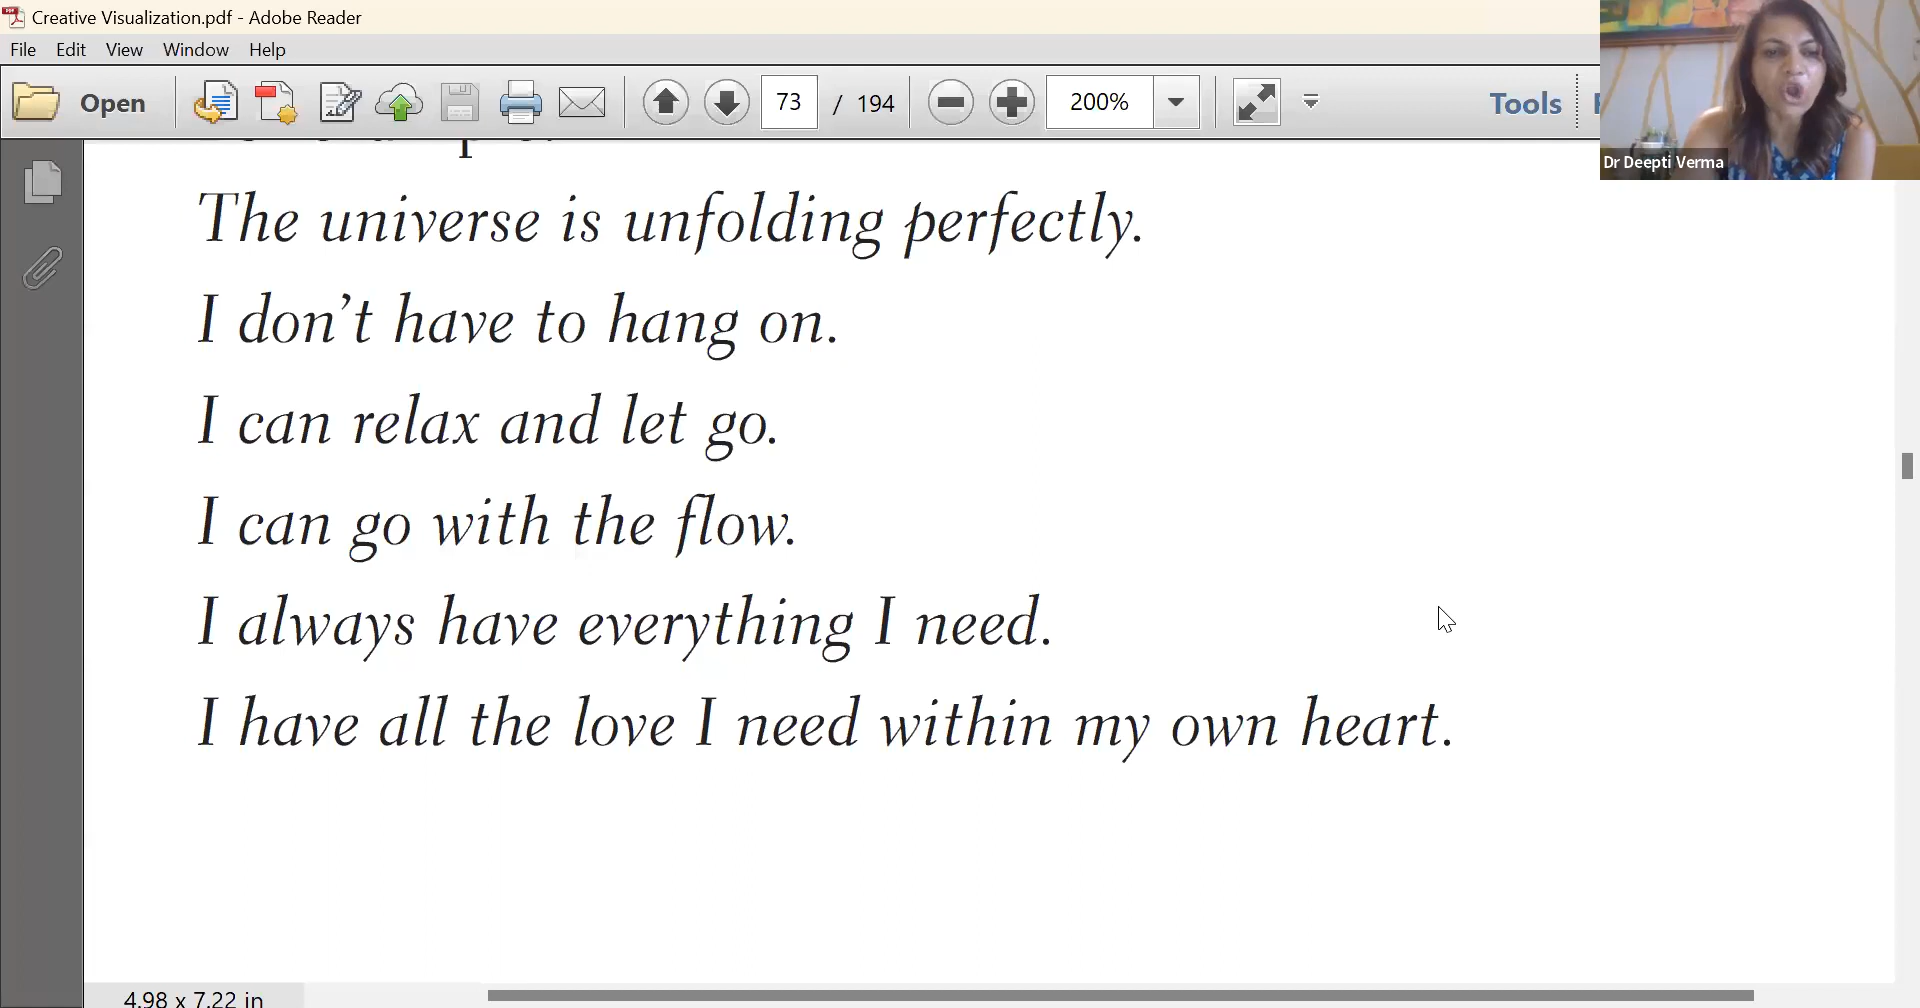 Creative Visualization.pdf - Adobe Reader
File Edit View Window Help
Open 73 / 194 200% Tools
Dr Deepti Verma
The universe is unfolding perfectly.
I don't have to hang on.
I can relax and let go.
I can go with the flow.
I always have everything I need.
I have all the love I need within my own heart.
4.98 x 7.22 in